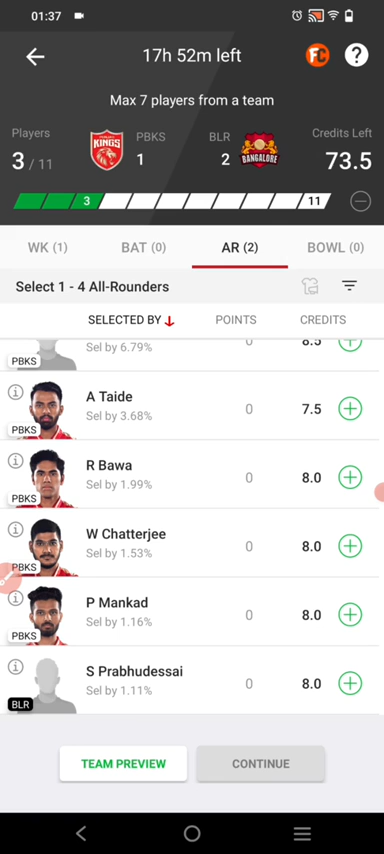 01:37
17h 52m left
FC
?
Max 7 players from a team
Players
3 / 11
KINGS
PBKS
1
BLR
2
BANGALORE
Credits Left
73.5
3
11
WK (1)
BAT (0)
AR (2)
BOWL (0)
Select 1 - 4 All-Rounders
SELECTED BY
POINTS
CREDITS
Sel by 6.79%
0
8.5
PBKS
A Taide
Sel by 3.68%
0
7.5
PBKS
R Bawa
Sel by 1.99%
0
8.0
PBKS
W Chatterjee
Sel by 1.53%
0
8.0
PBKS
P Mankad
Sel by 1.16%
0
8.0
PBKS
S Prabhudessai
Sel by 1.11%
0
8.0
BLR
TEAM PREVIEW
CONTINUE